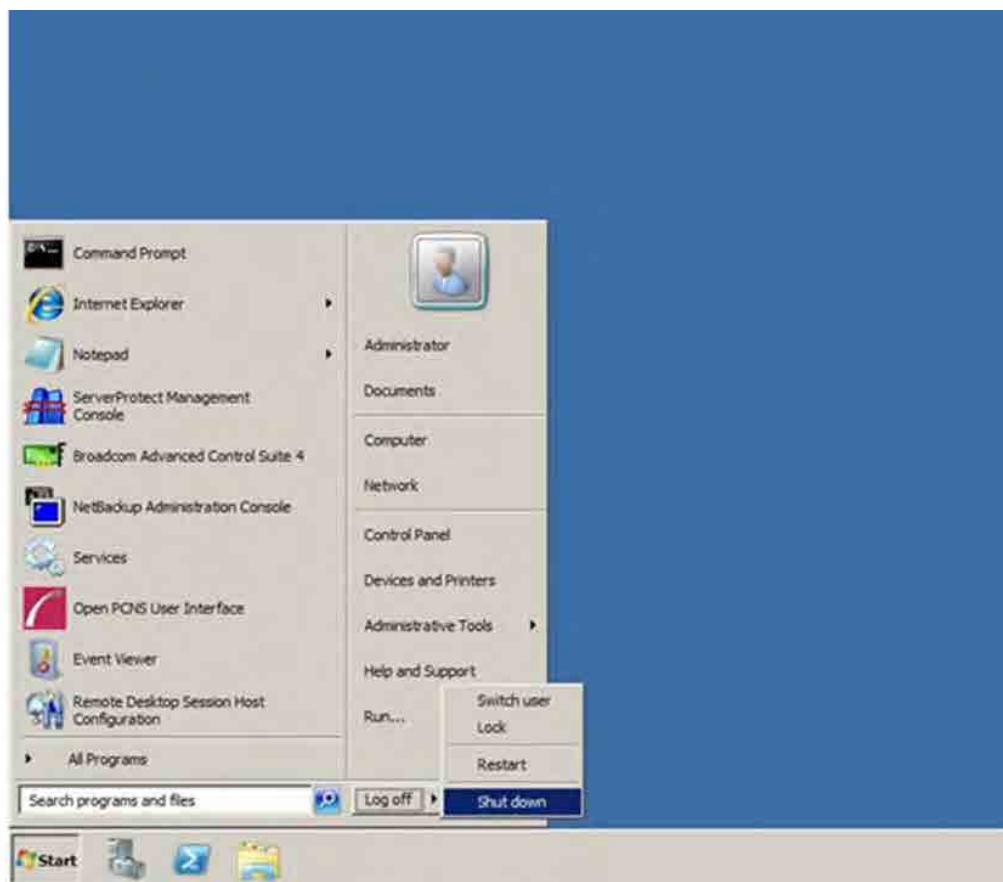 Command Prompt
Internet Explorer
Notepad
ServerProtect Management
Console
Broadcom Advanced Control Suite 4
NetBackup Administration Console
Services
Open PCNS User Interface
Event Viewer
Remote Desktop Session Host
Configuration
All Programs
Search programs and files
Administrator
Documents
Computer
Network
Control Panel
Devices and Printers
Administrative Tools
Help and Support
Run...
Log off
Switch user
Lock
Restart
Shut down
Start